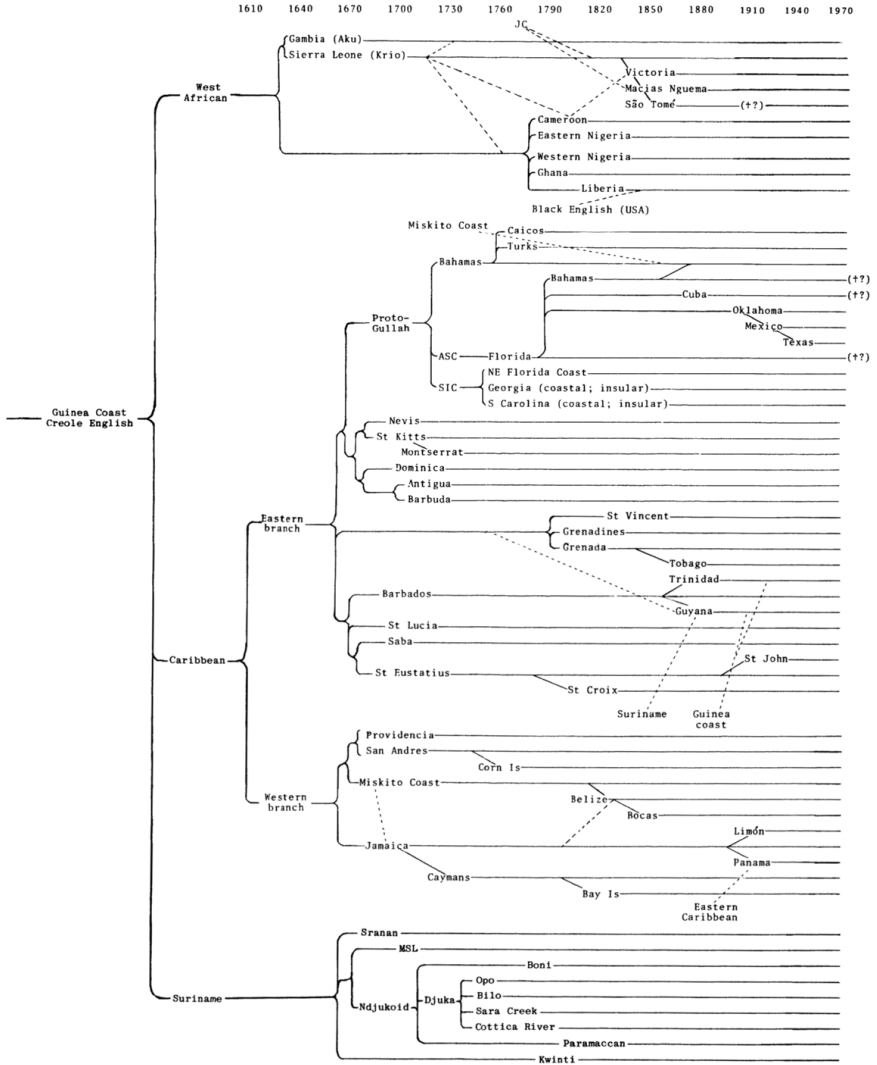 1610 1640 1670 1700 1730 1760 1790 1820 1850 1880 1910 1940 1970
JC
Gambia (Aku)
Sierra Leone (Krio)
Victoria
West
African
Macias Nguema
São Tomé (†?)
Cameroon
Eastern Nigeria
Western Nigeria
Ghana
Liberia
Black English (USA)
Miskito Coast
Caicos
Turks
Bahamas
Bahamas (†?)
Cuba (†?)
Oklahoma
Proto-
Gullah
Mexico
Texas
ASC Florida (†?)
NE Florida Coast
SIC Georgia (coastal; insular)
S Carolina (coastal; insular)
Guinea Coast
Creole English
Nevis
St Kitts
Montserrat
Dominica
Antigua
Barbuda
St Vincent
Eastern
branch
Grenadines
Grenada
Tobago
Trinidad
Barbados
Guyana
St Lucia
Saba
Caribbean
St John
St Eustatius
St Croix
Suriname
Guinea
coast
Providencia
San Andres
Corn Is
Miskito Coast
Western
branch
Belize
Bocas
Limón
Jamaica
Panama
Caymans
Bay Is
Eastern
Caribbean
Sranan
MSL
Boni
Opo
Suriname
Bilo
Ndjukoid Djuka
Sara Creek
Cottica River
Paramaccan
Kwinti